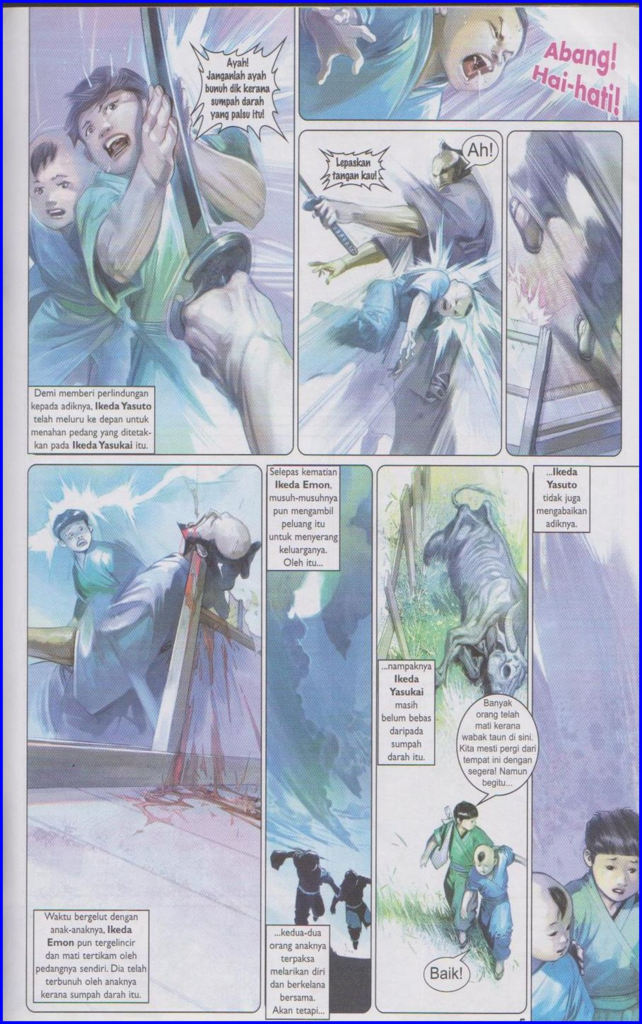 Ayah!
Janganlah ayah
bunuh dik kerana
sumpah darah
yang palsu itu!
Demi memberi perlindungan
kepada adiknya, Ikeda Yasuto
telah meluru ke depan untuk
menahan pedang yang ditetak-
kan pada Ikeda Yasukai itu.
Abang!
Hai-hati!
Lepaskan
tangan kau!
Ah!
Waktu bergelut dengan
anak-anaknya, Ikeda
Emon pun tergelincir
dan mati tertikam oleh
pedangnya sendiri. Dia telah
terbunuh oleh anaknya
kerana sumpah darah itu.
Selepas kematian
Ikeda Emon,
musuh-musuhnya
pun mengambil
peluang itu
untuk menyerang
keluarganya.
Oleh itu...
...kedua-dua
orang anaknya
terpaksa
melarikan diri
dan berkelana
bersama.
Akan tetapi...
...nampaknya
Ikeda
Yasukai
masih
belum bebas
daripada
sumpah
darah itu.
Banyak
orang telah
mati kerana
wabak taun di sini.
Kita mesti pergi dari
tempat ini dengan
segera! Namun
begitu...
Baik!
...Ikeda
Yasuto
tidak juga
mengabaikan
adiknya.